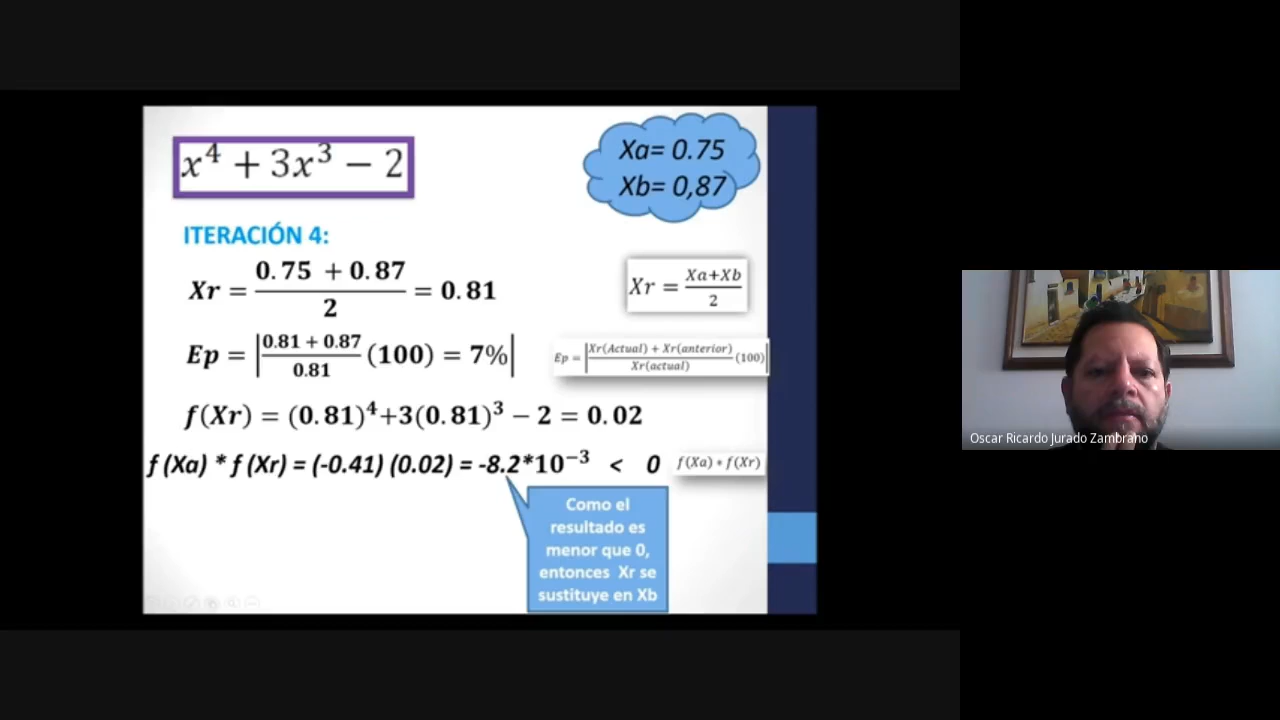 x⁴ + 3x³ − 2
Xa= 0.75
Xb= 0,87
ITERACIÓN 4:
Xr = (0.75 + 0.87)/2 = 0.81
Xr = (Xa+Xb)/2
Ep = |(0.81 + 0.87)/0.81 (100) = 7%|
Ep = |(Xr(Actual) + Xr(anterior))/Xr(actual) (100)|
f(Xr) = (0.81)⁴+3(0.81)³ − 2 = 0.02
f (Xa) * f (Xr) = (-0.41) (0.02) = -8.2*10⁻³ < 0
f(Xa) * f(Xr)
Como el
resultado es
menor que 0,
entonces Xr se
sustituye en Xb
Oscar Ricardo Jurado Zambrano